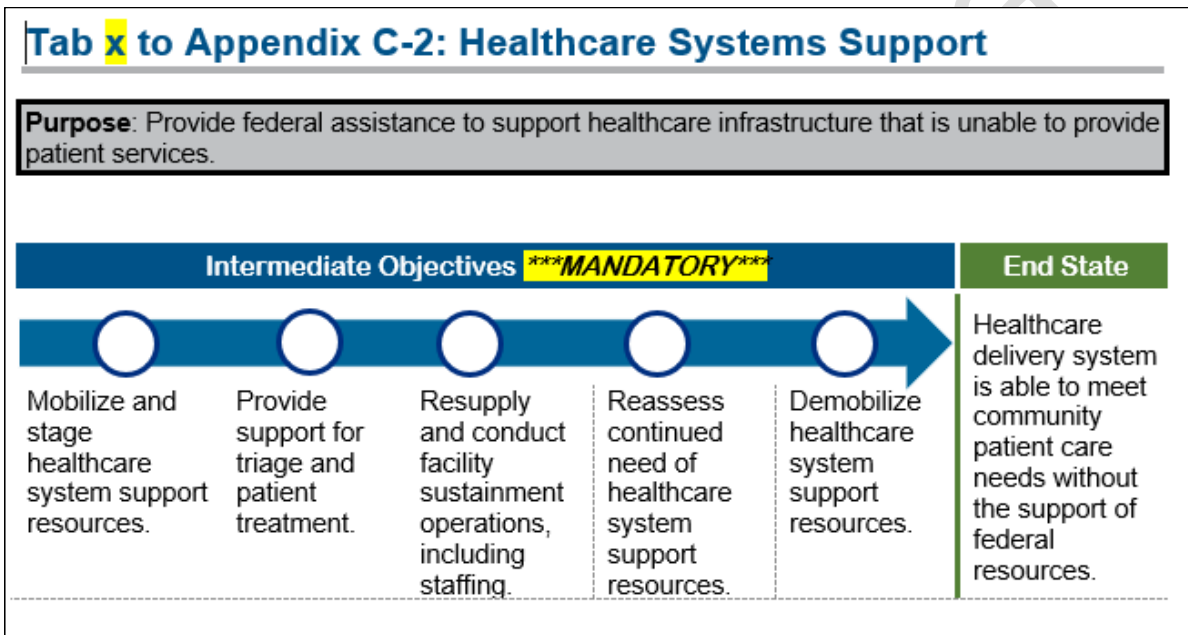 Tab x to Appendix C-2: Healthcare Systems Support
Purpose: Provide federal assistance to support healthcare infrastructure that is unable to provide
patient services.
Intermediate Objectives ***MANDATORY***
End State
Mobilize and
stage
healthcare
system support
resources.
Provide
support for
triage and
patient
treatment.
Resupply
and conduct
facility
sustainment
operations,
including
staffing.
Reassess
continued
need of
healthcare
system
support
resources.
Demobilize
healthcare
system
support
resources.
Healthcare
delivery system
is able to meet
community
patient care
needs without
the support of
federal
resources.